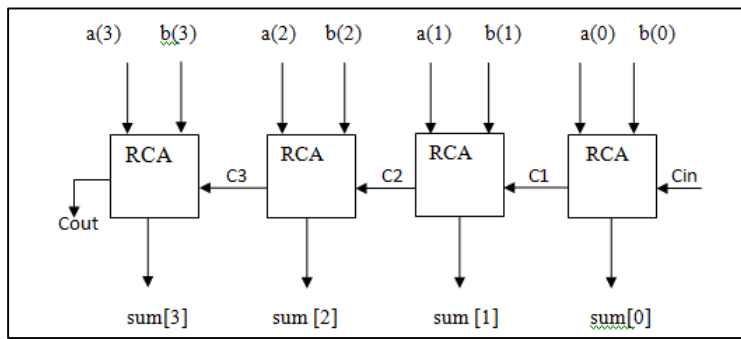 a(3) b(3) a(2) b(2) a(1) b(1) a(0) b(0)
RCA RCA RCA RCA
C3 C2 C1 Cin
Cout
sum[3] sum [2] sum [1] sum[0]